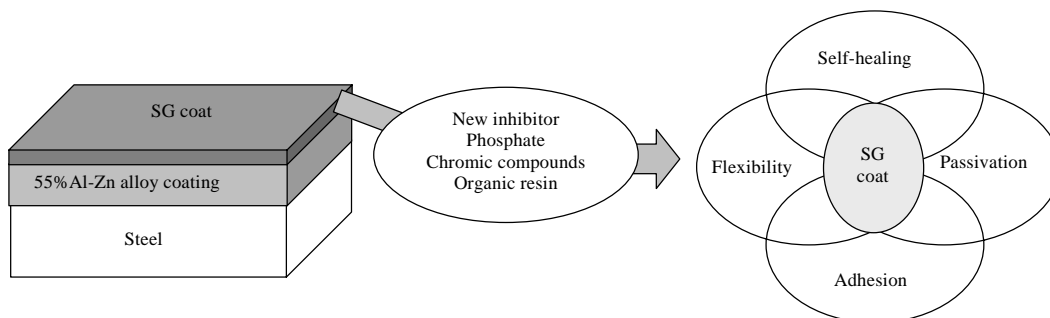 SG coat
55%Al-Zn alloy coating
Steel
New inhibitor
Phosphate
Chromic compounds
Organic resin
Self-healing
Flexibility
SG
coat
Passivation
Adhesion